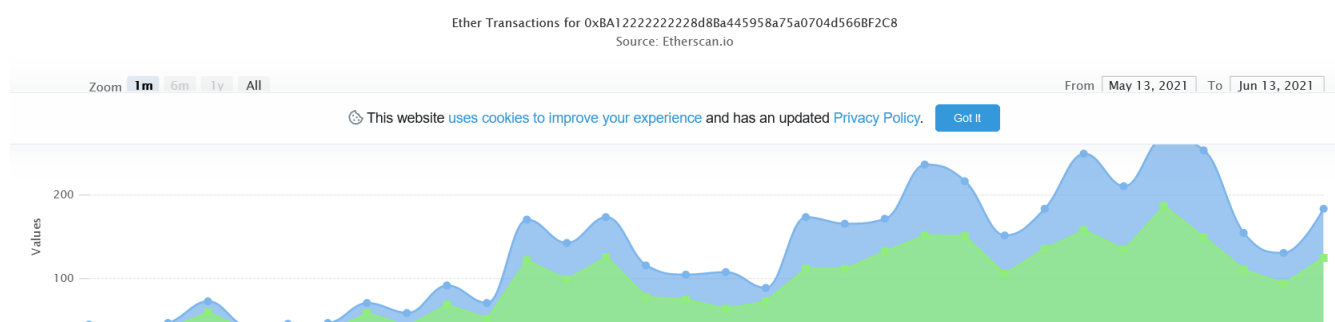 Ether Transactions for 0xBA12222222228d8Ba445958a75a0704d566BF2C8
Source: Etherscan.io
Zoom 1m 6m 1y All From May 13, 2021 To Jun 13, 2021
This website uses cookies to improve your experience and has an updated Privacy Policy. Got It
200
Values
100